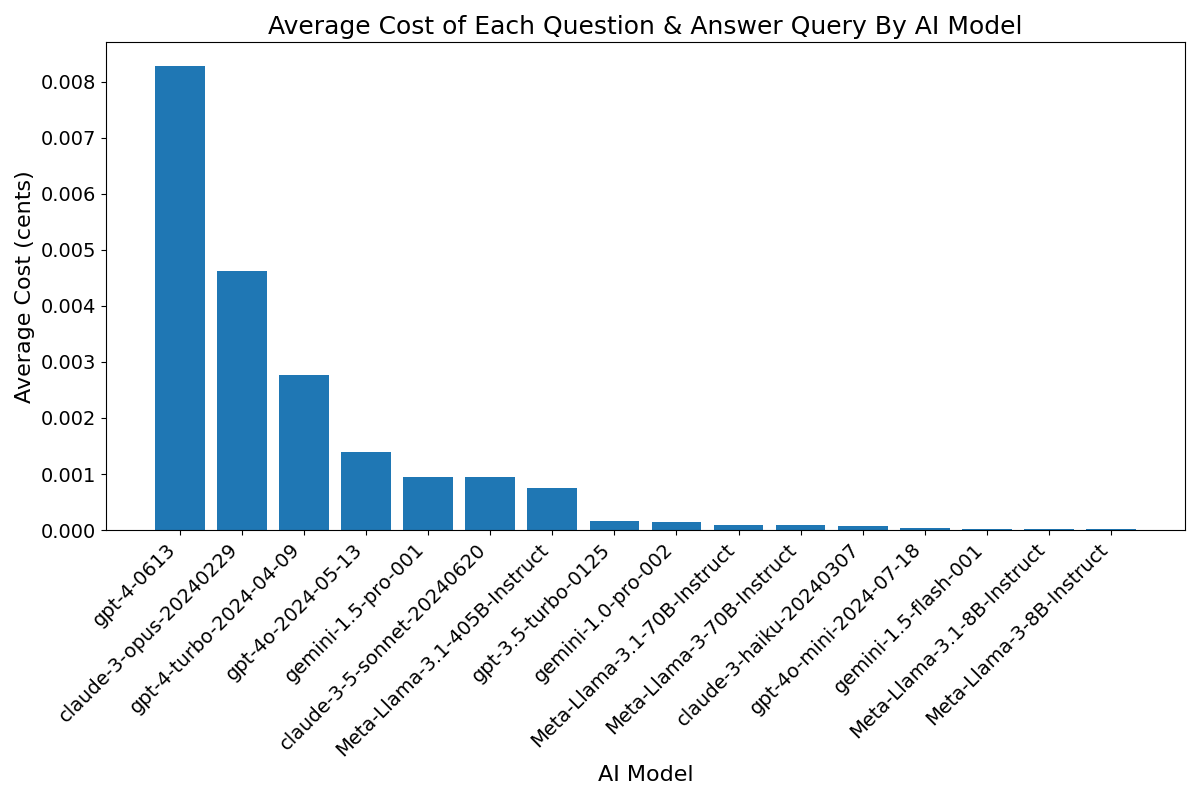 Average Cost of Each Question & Answer Query By AI Model
Average Cost (cents)
0.008
0.007
0.006
0.005
0.004
0.003
0.002
0.001
0.000
gpt-4-0613
claude-3-opus-20240229
gpt-4-turbo-2024-04-09
gpt-4o-2024-05-13
gemini-1.5-pro-001
claude-3-5-sonnet-20240620
Meta-Llama-3.1-405B-Instruct
gpt-3.5-turbo-0125
gemini-1.0-pro-002
Meta-Llama-3.1-70B-Instruct
Meta-Llama-3-70B-Instruct
claude-3-haiku-20240307
gpt-4o-mini-2024-07-18
gemini-1.5-flash-001
Meta-Llama-3.1-8B-Instruct
Meta-Llama-3-8B-Instruct
AI Model